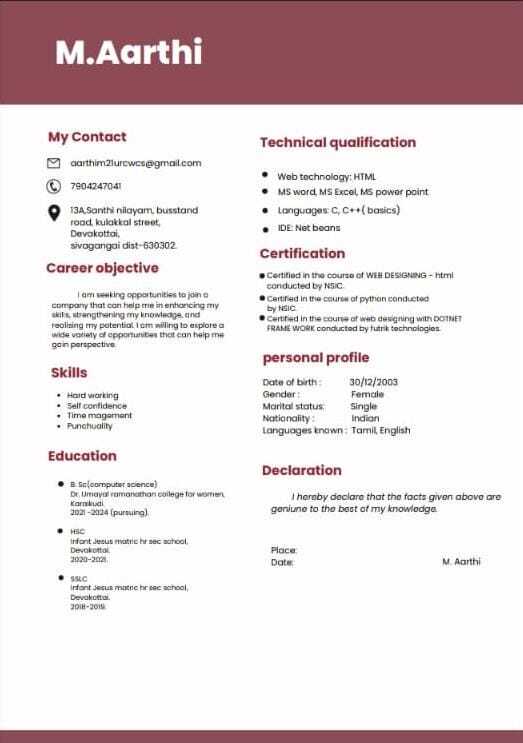 M.Aarthi
My Contact
aarthim21urcwcs@gmail.com
7904247041
13A,Santhi nilayam, busstand
road, kulakkal street,
Devakottai,
sivagangai dist-630302.
Career objective
I am seeking opportunities to join a
company that can help me in enhancing my
skills, strengthening my knowledge, and
realising my potential. I am willing to explore a
wide variety of opportunities that can help me
gain perspective.
Skills
Hard working
Self confidence
Time magement
Punchuality
Education
B. Sc(computer science)
Dr. Umayal ramanathan college for women,
Karaikudi.
2021 -2024 (pursuing).
HSC
Infant Jesus matric hr sec school,
Devakottai.
2020-2021.
SSLC
Infant Jesus matric hr sec school,
Devakottai.
2018-2019.
Technical qualification
Web technology: HTML
MS word, MS Excel, MS power point
Languages: C, C++( basics)
IDE: Net beans
Certification
Certified in the course of WEB DESIGNING - html
conducted by NSIC.
Certified in the course of python conducted
by NSIC.
Certified in the course of web designing with DOTNET
FRAME WORK conducted by futrik technologies.
personal profile
Date of birth : 30/12/2003
Gender : Female
Marital status: Single
Nationality : Indian
Languages known : Tamil, English
Declaration
I hereby declare that the facts given above are
geniune to the best of my knowledge.
Place:
Date:
M. Aarthi